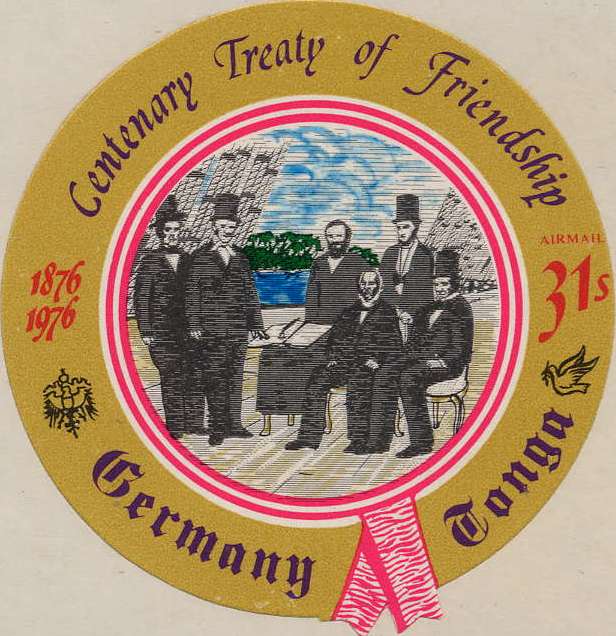 Centenary Treaty of Friendship
1876
1976
AIRMAIL
31s
Germany
Tonga